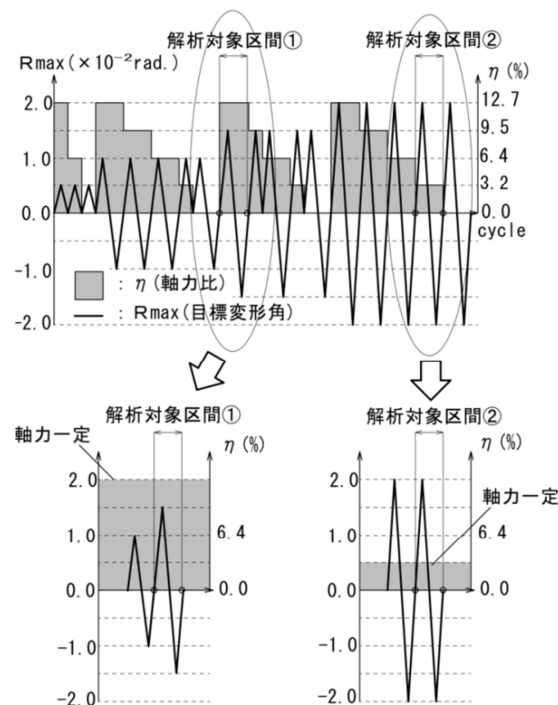 解析対象区間① 解析対象区間②
Rmax(×10⁻²rad.) η(%)
2.0 12.7
9.5
1.0 6.4
3.2
0.0 0.0
cycle
-1.0
:η(軸力比)
:Rmax(目標変形角)
-2.0
解析対象区間① 解析対象区間②
軸力一定 η(%) η(%)
2.0 2.0 軸力一定
1.0 6.4 1.0 6.4
0.0 0.0 0.0 0.0
-1.0 -1.0
-2.0 -2.0